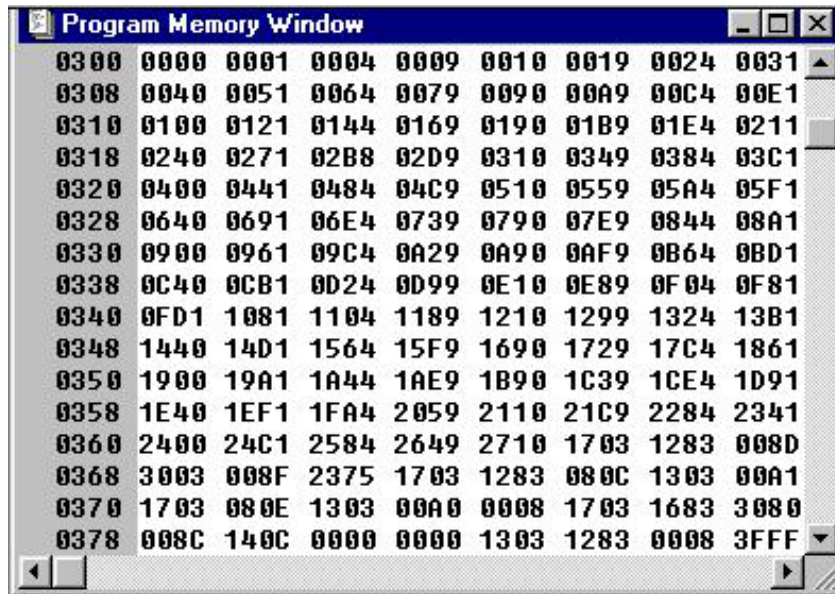 Program Memory Window
0300 0000 0001 0004 0009 0010 0019 0024 0031
0308 0040 0051 0064 0079 0090 00A9 00C4 00E1
0310 0100 0121 0144 0169 0190 01B9 01E4 0211
0318 0240 0271 02B8 02D9 0310 0349 0384 03C1
0320 0400 0441 0484 04C9 0510 0559 05A4 05F1
0328 0640 0691 06E4 0739 0790 07E9 0844 08A1
0330 0900 0961 09C4 0A29 0A90 0AF9 0B64 0BD1
0338 0C40 0CB1 0D24 0D99 0E10 0E89 0F04 0F81
0340 0FD1 1081 1104 1189 1210 1299 1324 13B1
0348 1440 14D1 1564 15F9 1690 1729 17C4 1861
0350 1900 19A1 1A44 1AE9 1B90 1C39 1CE4 1D91
0358 1E40 1EF1 1FA4 2059 2110 21C9 2284 2341
0360 2400 24C1 2584 2649 2710 1703 1283 008D
0368 3003 008F 2375 1703 1283 080C 1303 00A1
0370 1703 080E 1303 00A0 0008 1703 1683 3080
0378 008C 140C 0000 0000 1303 1283 0008 3FFF